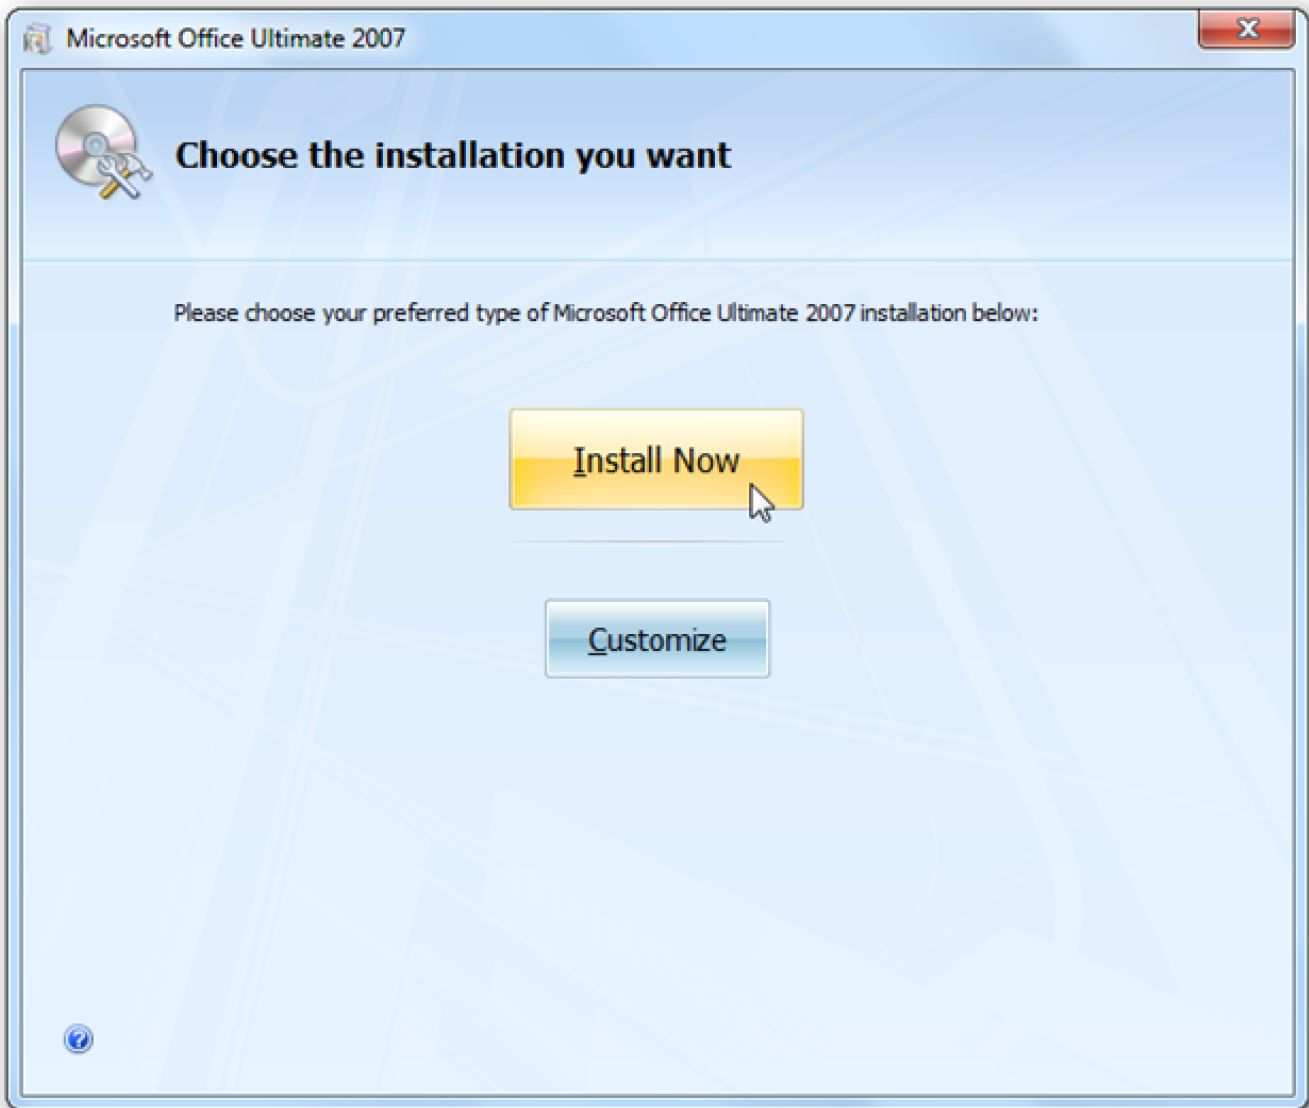 Microsoft Office Ultimate 2007
Choose the installation you want
Please choose your preferred type of Microsoft Office Ultimate 2007 installation below:
Install Now
Customize